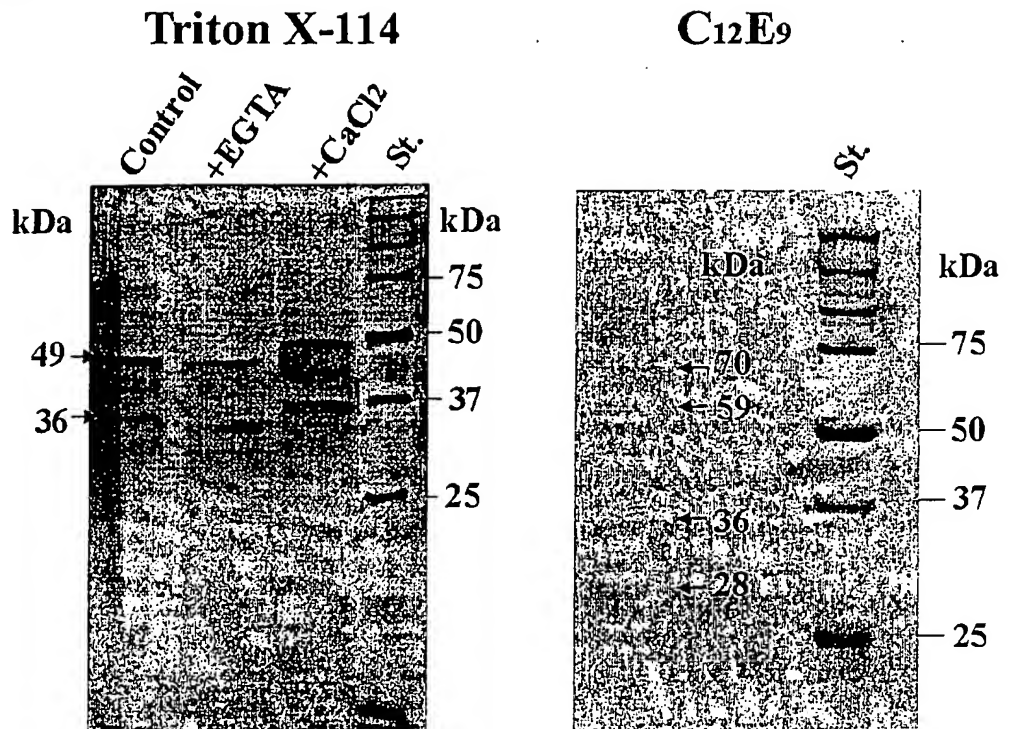 Triton X-114
C12E9
Control
+EGTA
+CaCl2
St.
St.
kDa
kDa
kDa
kDa
75
50
49
37
36
25
75
70
59
50
37
36
28
25